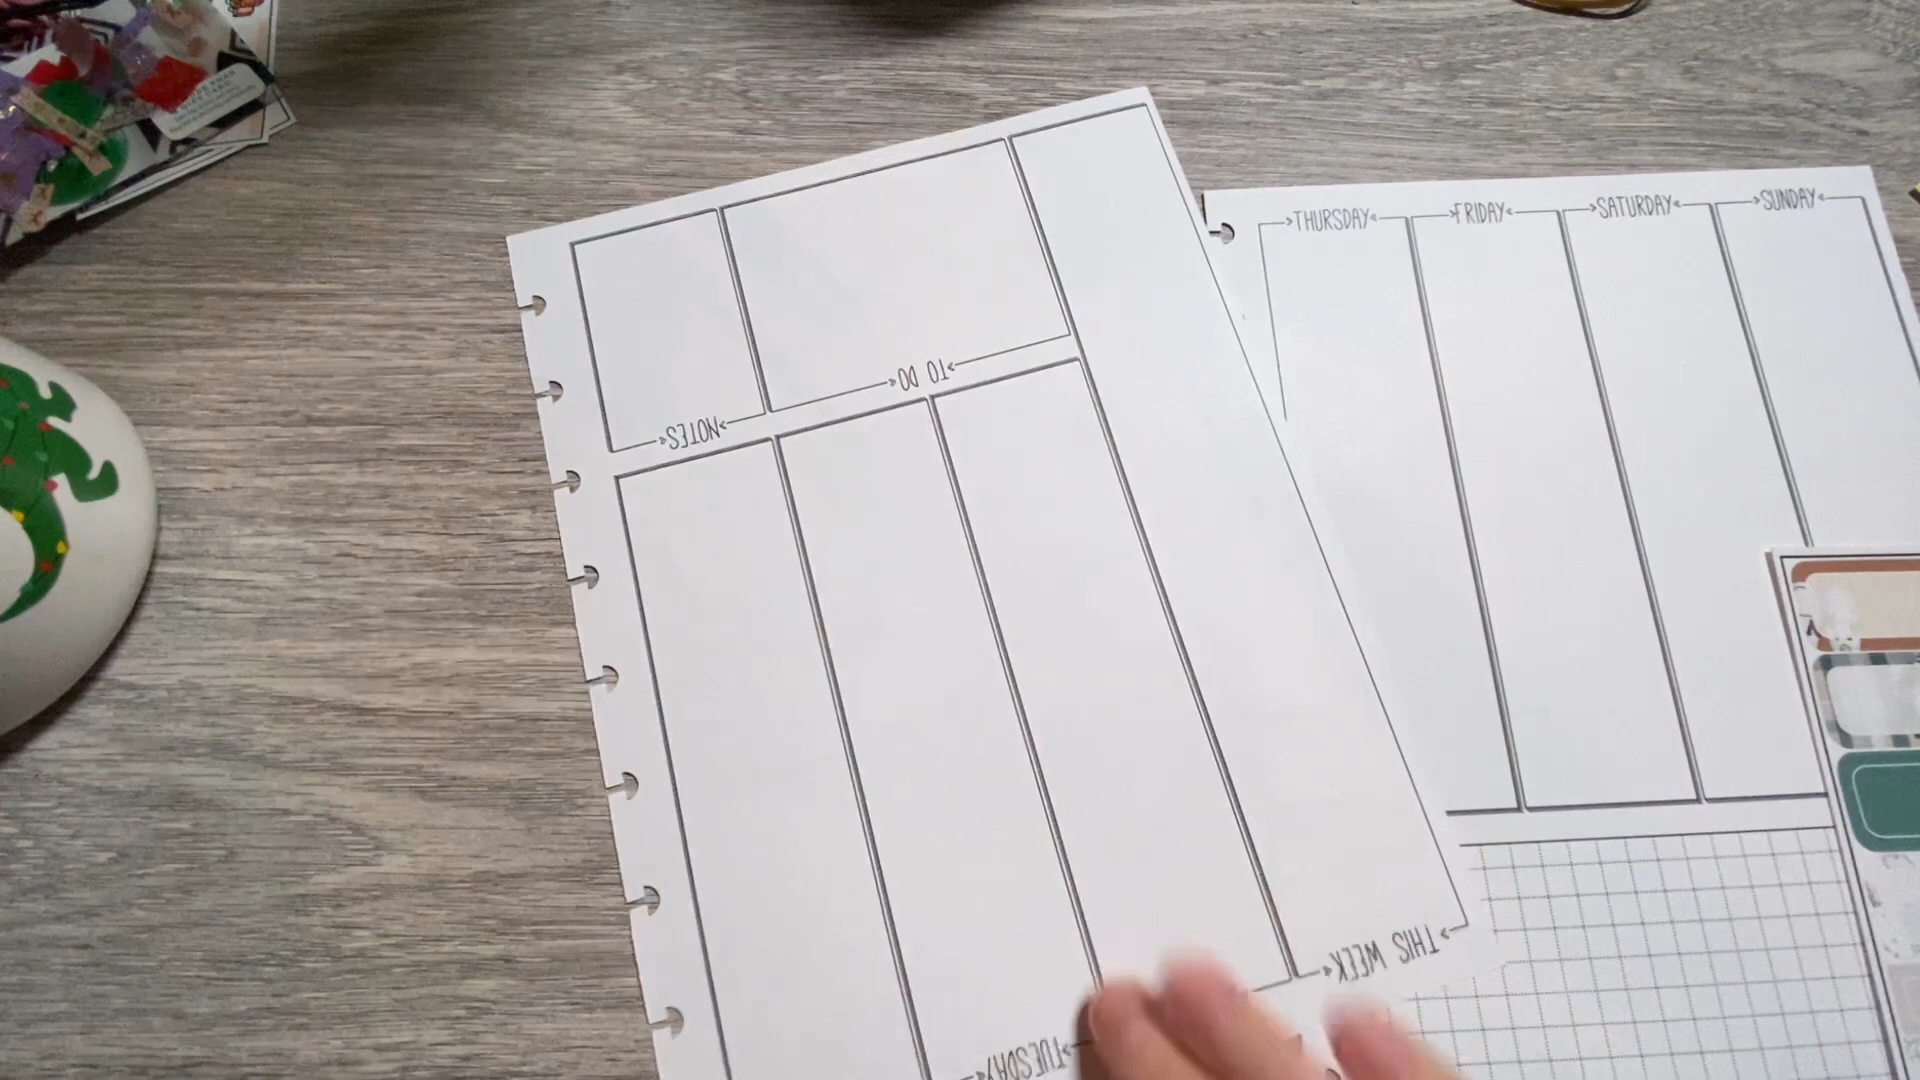 THURSDAY
FRIDAY
SATURDAY
SUNDAY
TO DO
NOTES
THIS WEEK
TUESDAY